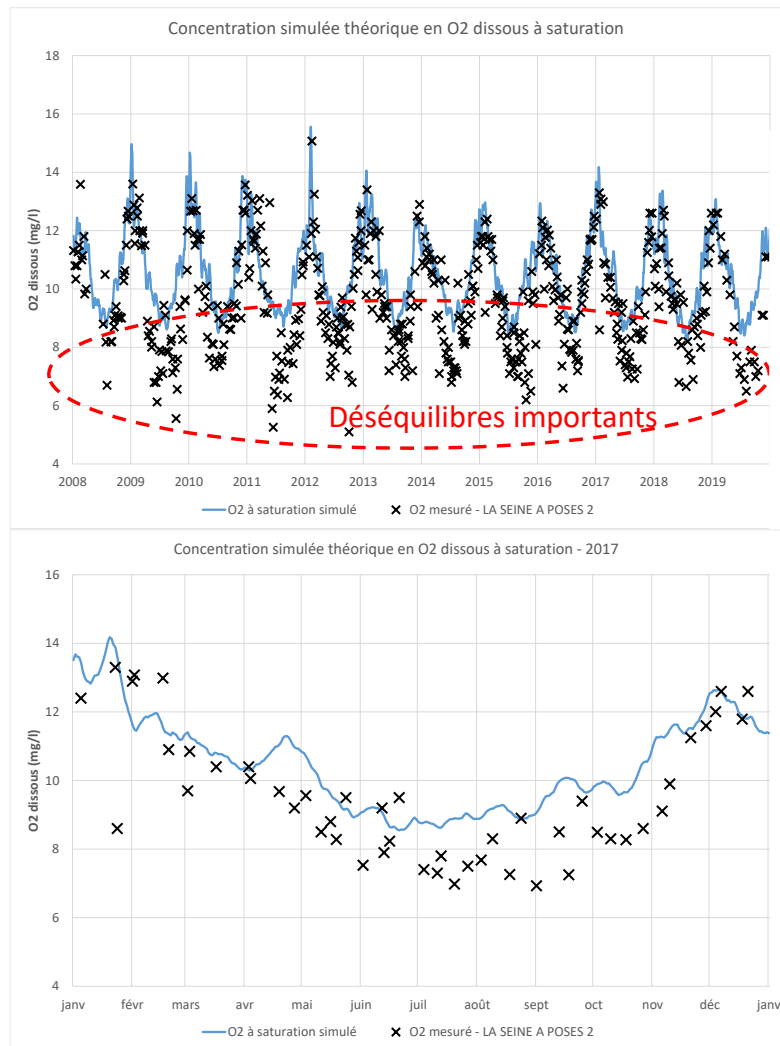 Concentration simulée théorique en O2 dissous à saturation
18
16
14
12
10
8
6
4
O2 dissous (mg/l)
Déséquilibres importants
2008 2009 2010 2011 2012 2013 2014 2015 2016 2017 2018 2019
O2 à saturation simulé O2 mesuré - LA SEINE A POSES 2
Concentration simulée théorique en O2 dissous à saturation - 2017
16
14
12
10
8
6
4
O2 dissous (mg/l)
janv févr mars avr mai juin juil août sept oct nov déc janv
O2 à saturation simulé O2 mesuré - LA SEINE A POSES 2